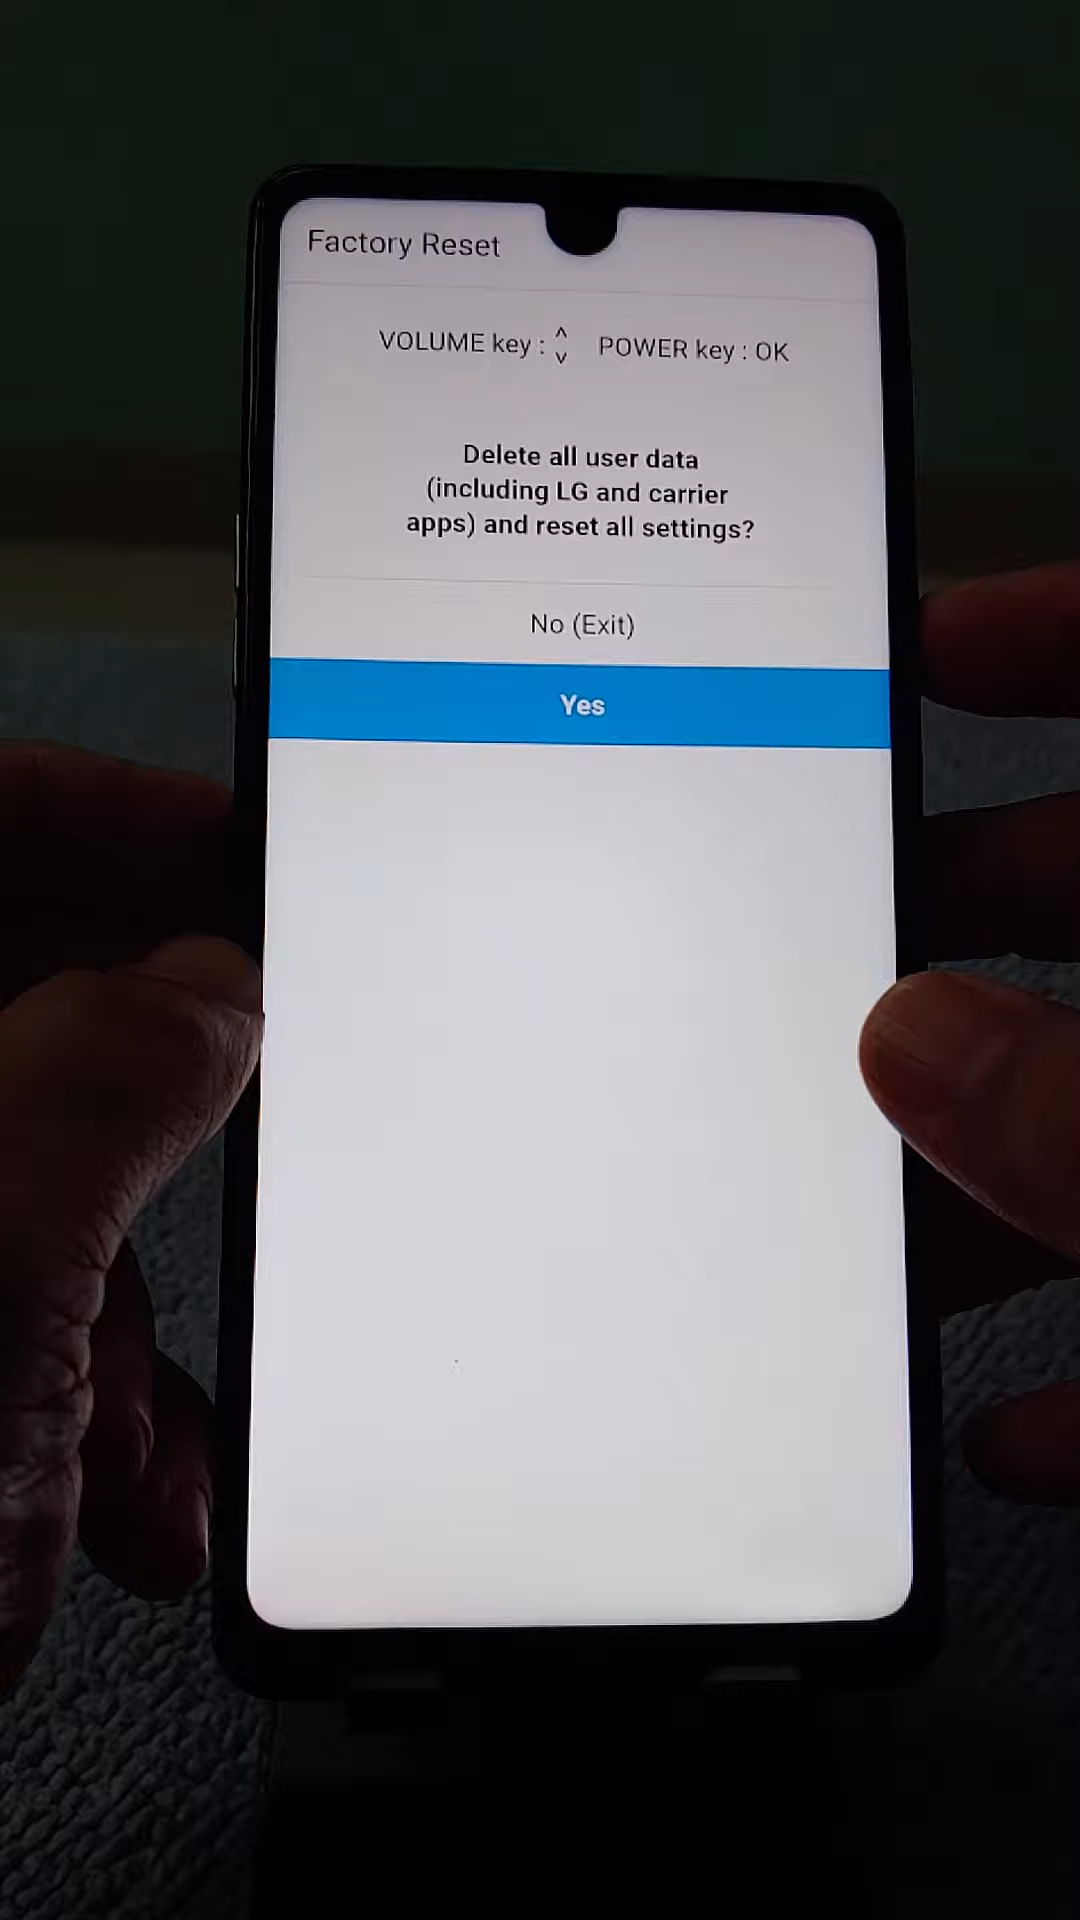 Factory Reset
VOLUME key : ^ v POWER key : OK
Delete all user data
(including LG and carrier
apps) and reset all settings?
No (Exit)
Yes